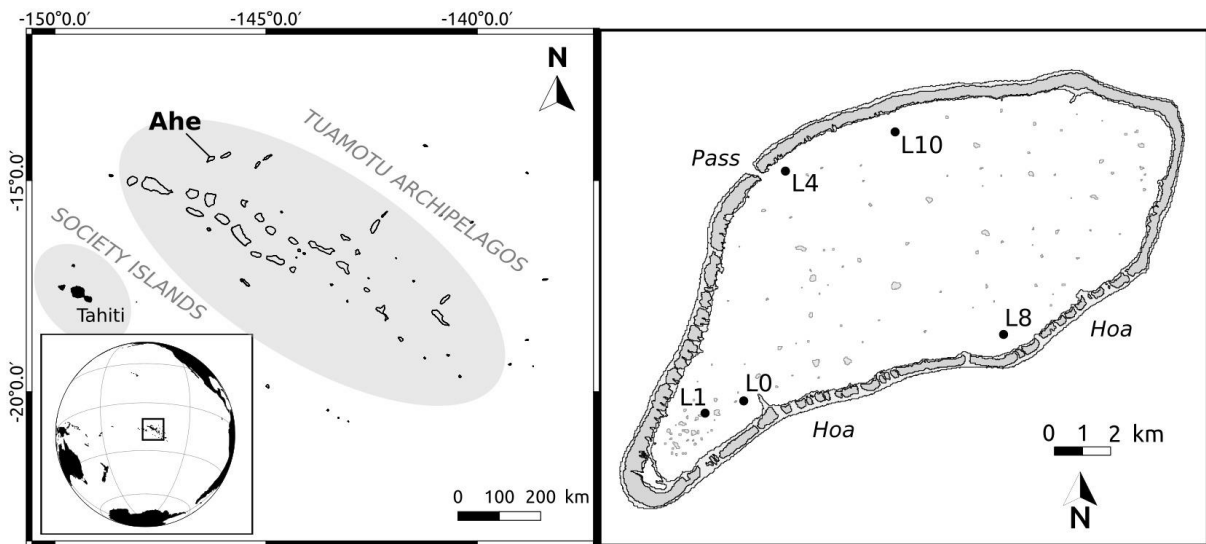 -150°0.0'
-145°0.0'
-140°0.0'
N
Ahe
TUAMOTU ARCHIPELAGOS
-15°0.0'
SOCIETY ISLANDS
Tahiti
-20°0.0'
0 100 200 km
Pass
L10
L4
L8
Hoa
L1
L0
Hoa
0 1 2 km
N